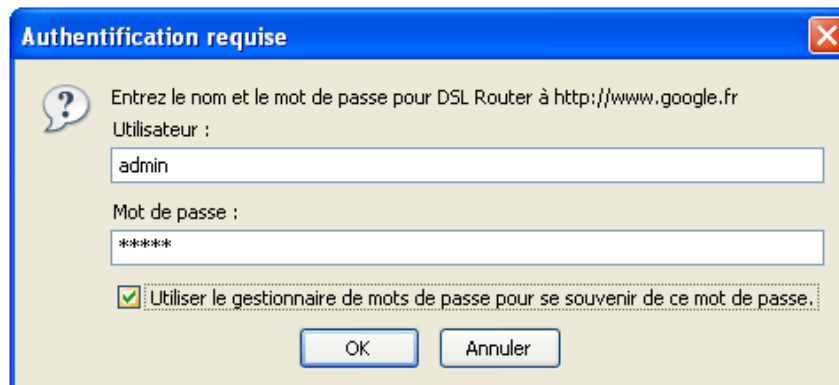 Authentification requise
Entrez le nom et le mot de passe pour DSL Router à http://www.google.fr
Utilisateur :
admin
Mot de passe :
*****
Utiliser le gestionnaire de mots de passe pour se souvenir de ce mot de passe.
OK Annuler